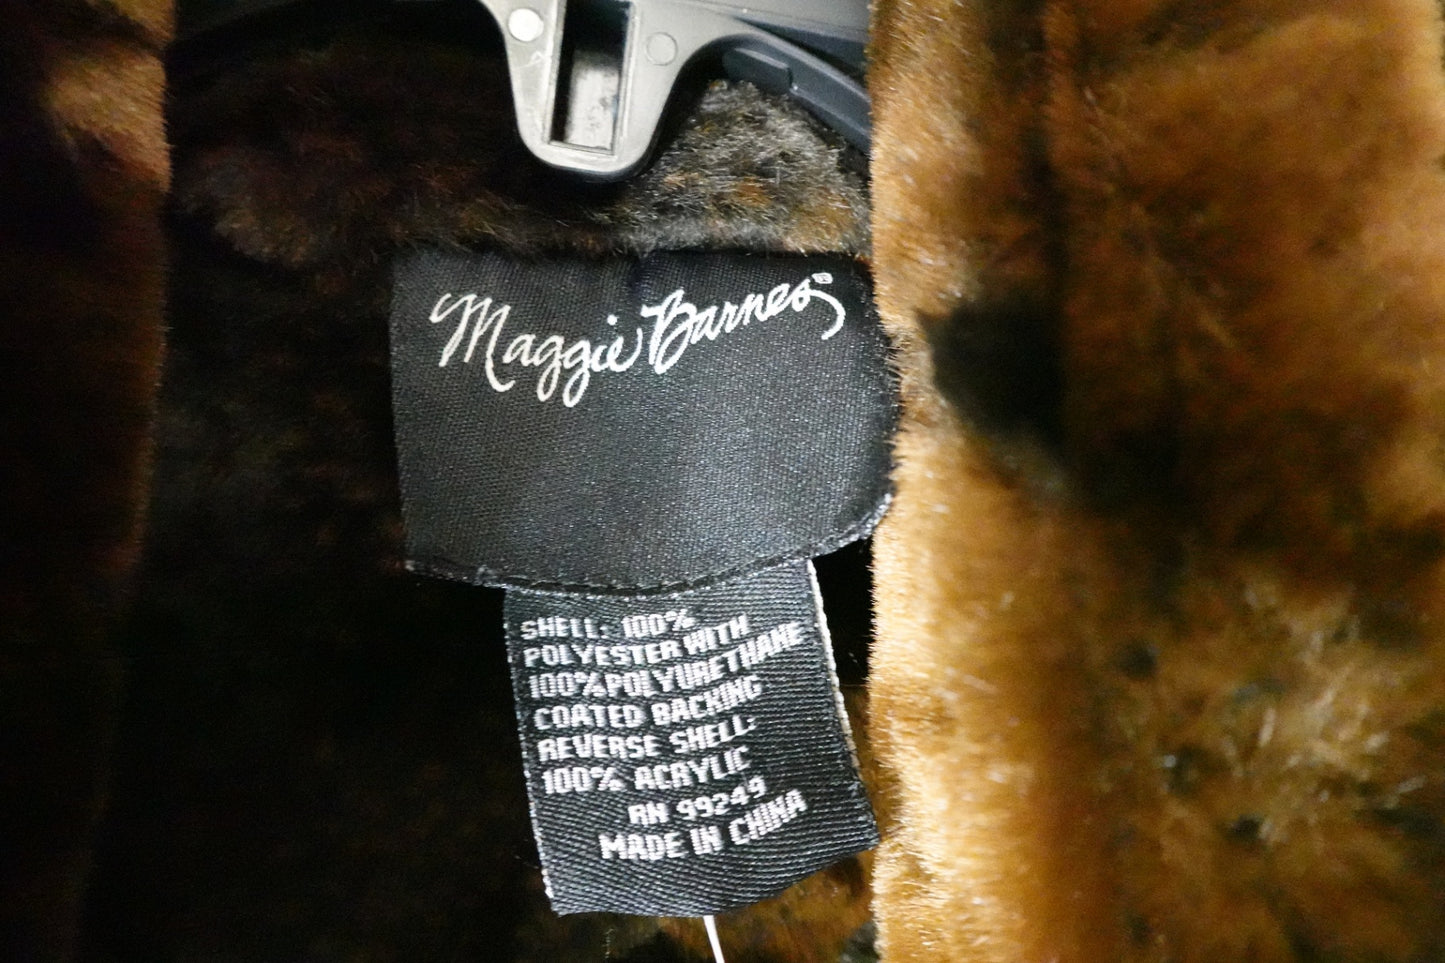 Maggie Barnes®
SHELL: 100%
POLYESTER WITH
100% POLYURETHANE
COATED BACKING
REVERSE SHELL:
100% ACRYLIC
RN 99249
MADE IN CHINA